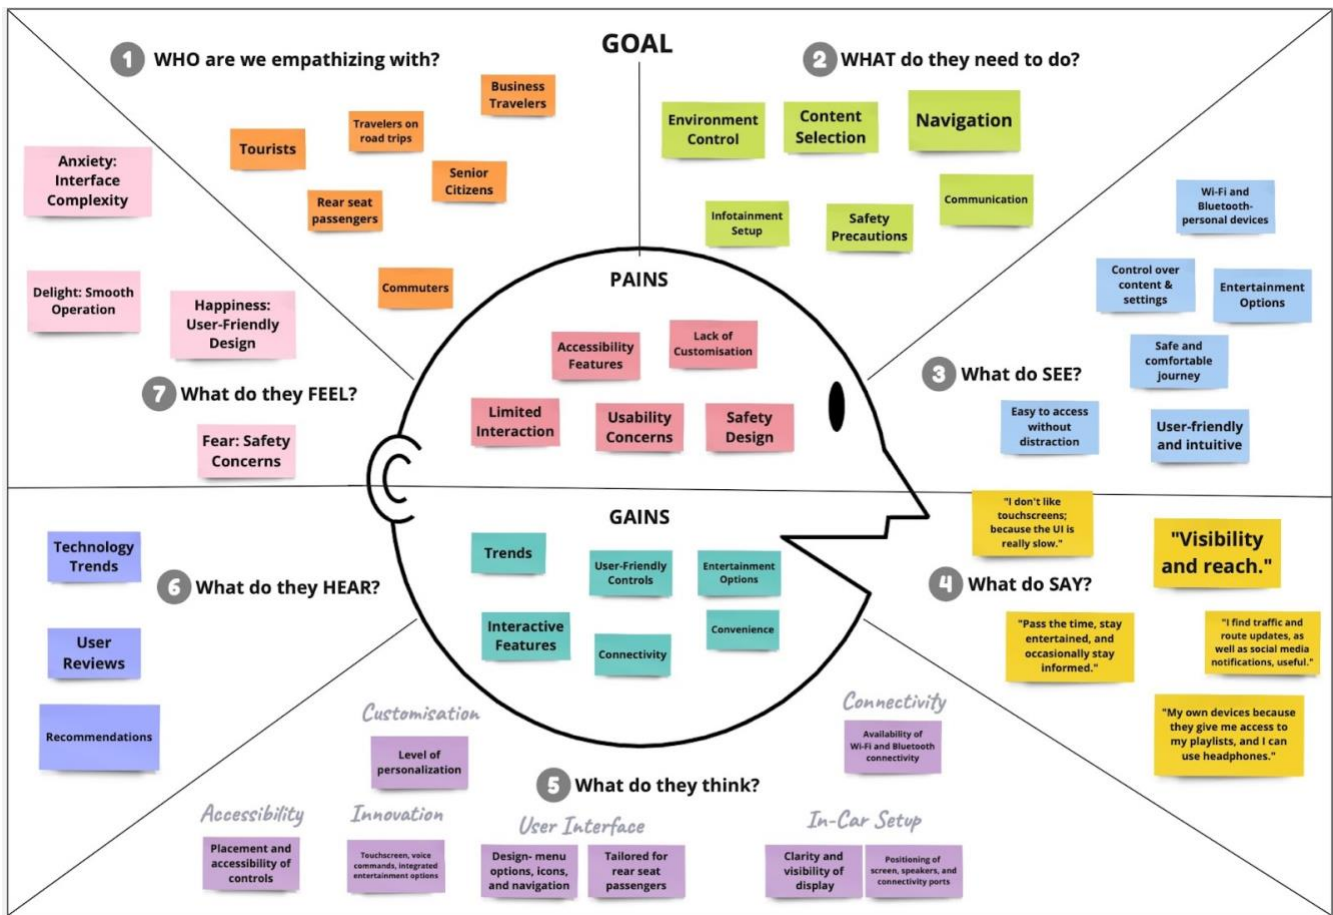 GOAL
1 WHO are we empathizing with?
Business
Travelers
Travelers on
road trips
Tourists
Senior
Citizens
Rear seat
passengers
Commuters
2 WHAT do they need to do?
Environment
Control
Content
Selection
Navigation
Communication
Infotainment
Setup
Safety
Precautions
Wi-Fi and
Bluetooth-
personal devices
Control over
content &
settings
Entertainment
Options
Safe and
comfortable
journey
3 What do SEE?
Easy to access
without
distraction
User-friendly
and intuitive
"I don't like
touchscreens;
because the UI is
really slow."
"Visibility
and reach."
4 What do SAY?
"Pass the time, stay
entertained, and
occasionally stay
informed."
"I find traffic and
route updates, as
well as social media
notifications, useful."
"My own devices because
they give me access to
my playlists, and I can
use headphones."
5 What do they think?
Customisation
Level of
personalization
Connectivity
Availability of
Wi-Fi and Bluetooth
connectivity
Accessibility
Placement and
accessibility of
controls
Innovation
Touchscreen, voice
commands, integrated
entertainment options
User Interface
Design- menu
options, icons,
and navigation
Tailored for
rear seat
passengers
In-Car Setup
Clarity and
visibility of
display
Positioning of
screen, speakers, and
connectivity ports
6 What do they HEAR?
Technology
Trends
User
Reviews
Recommendations
7 What do they FEEL?
Anxiety:
Interface
Complexity
Delight: Smooth
Operation
Happiness:
User-Friendly
Design
Fear: Safety
Concerns
PAINS
Accessibility
Features
Lack of
Customisation
Limited
Interaction
Usability
Concerns
Safety
Design
GAINS
Trends
User-Friendly
Controls
Entertainment
Options
Interactive
Features
Connectivity
Convenience